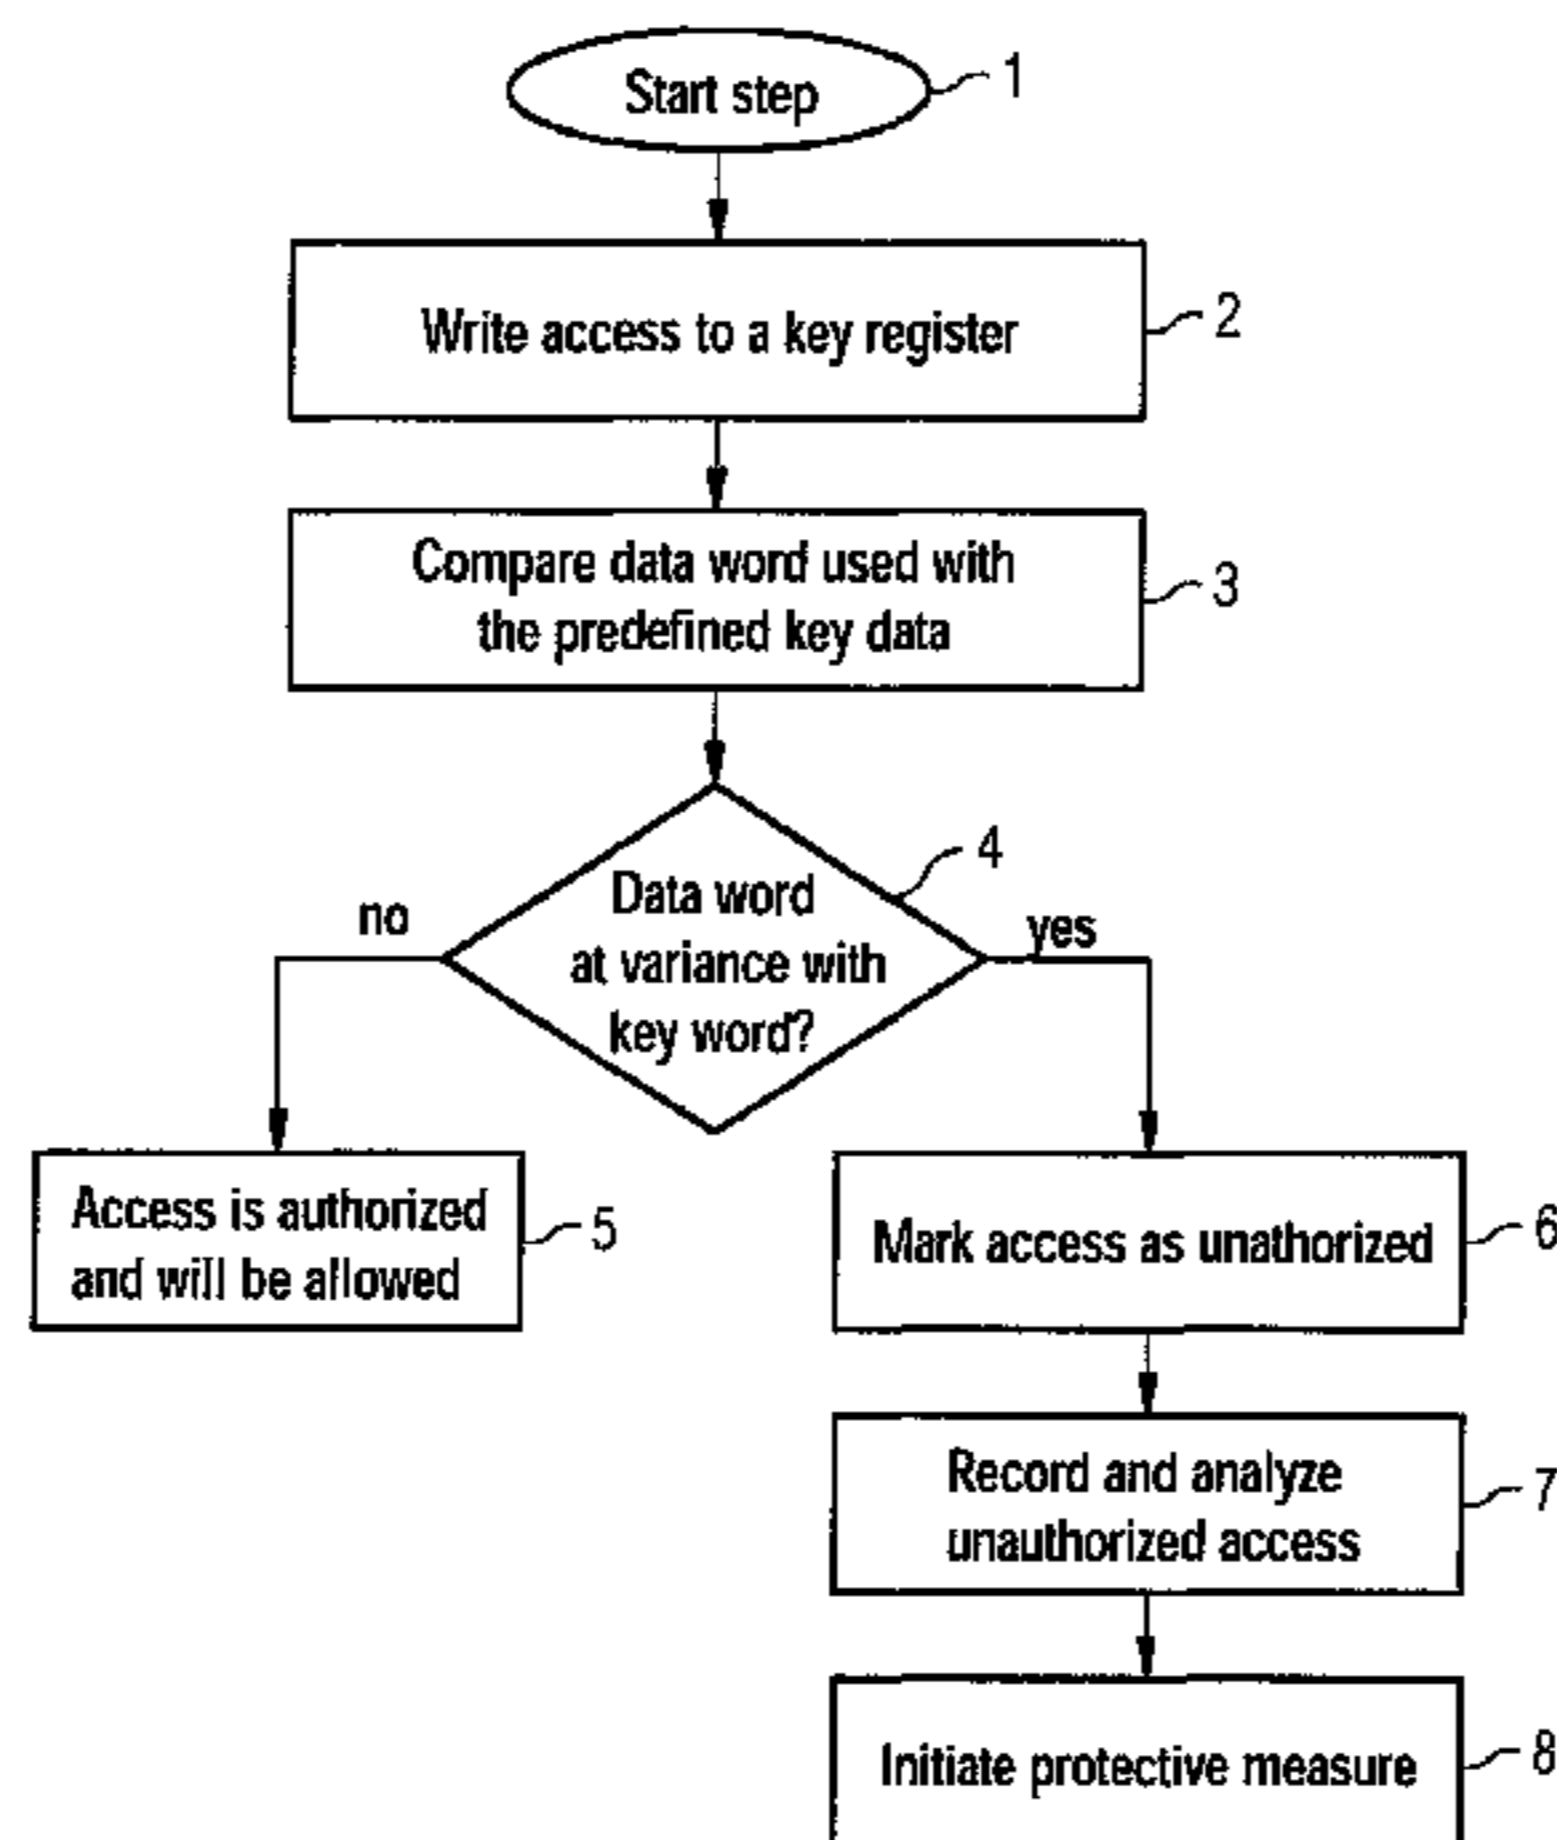 Start step
1
Write access to a key register
2
Compare data word used with
the predefined key data
3
Data word
at variance with
key word?
4
no
yes
Access is authorized
and will be allowed
5
Mark access as unathorized
6
Record and analyze
unauthorized access
7
Initiate protective measure
8